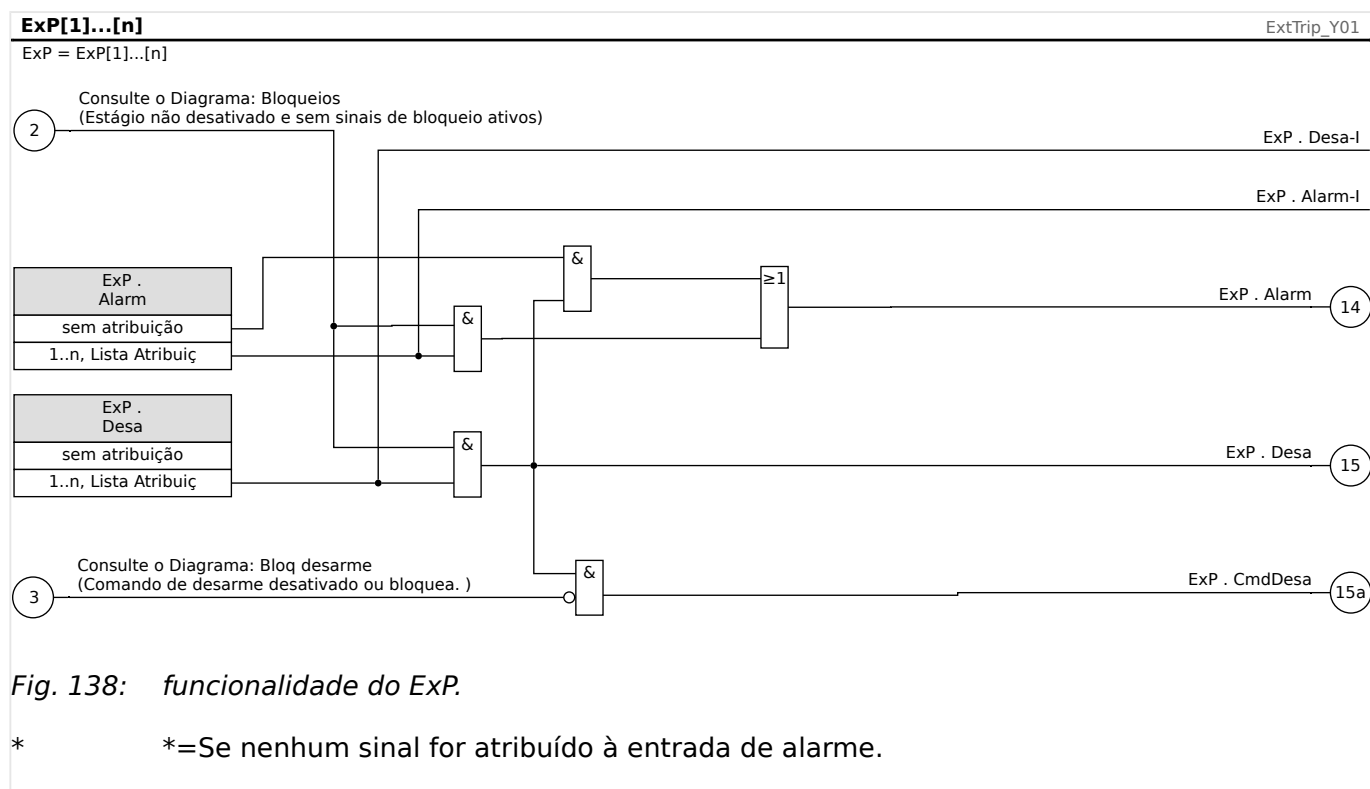 ExP[1]...[n]
ExtTrip_Y01
ExP = ExP[1]...[n]
Consulte o Diagrama: Bloqueios
(Estágio não desativado e sem sinais de bloqueio ativos)
2
ExP . Desa-I
ExP . Alarm-I
&
ExP .
Alarm
≥1
ExP . Alarm
14
sem atribuição
&
1..n, Lista Atribuiç
ExP .
Desa
&
sem atribuição
ExP . Desa
15
1..n, Lista Atribuiç
Consulte o Diagrama: Bloq desarme
(Comando de desarme desativado ou bloquea. )
3
&
ExP . CmdDesa
15a
Fig. 138: funcionalidade do ExP.
* *=Se nenhum sinal for atribuído à entrada de alarme.